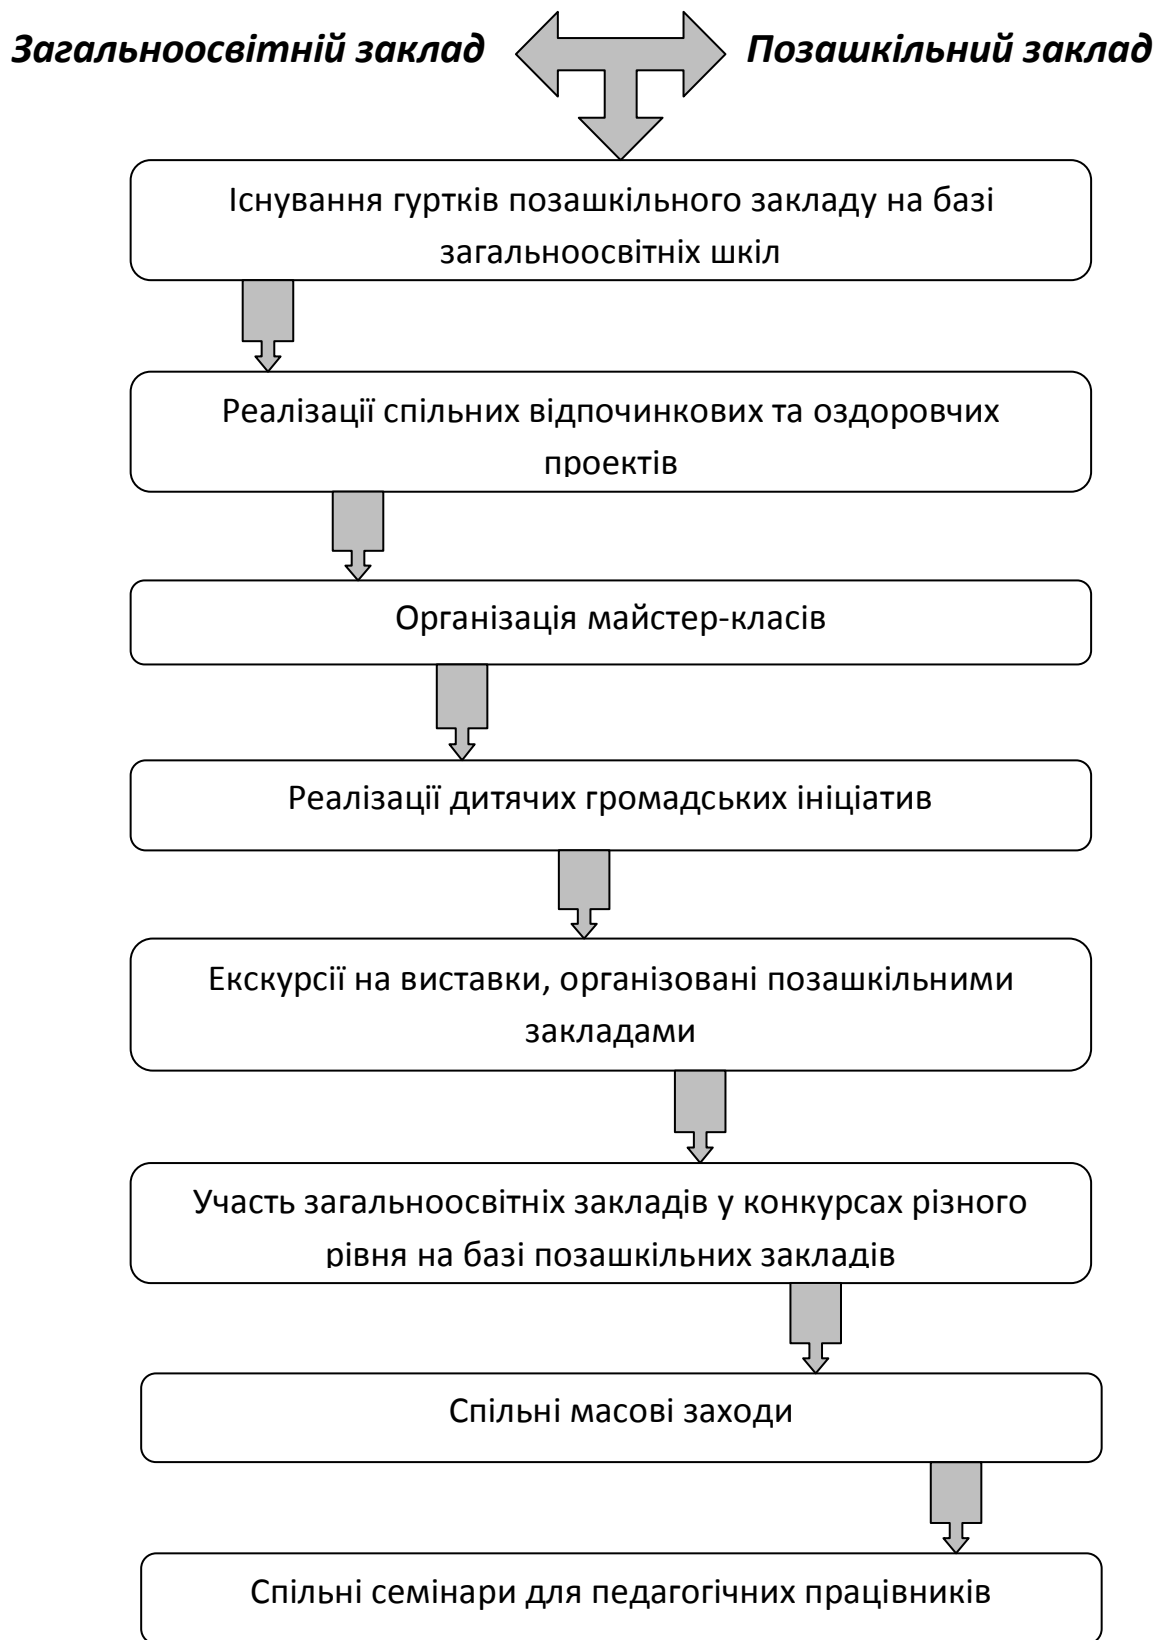 Загальноосвітній заклад Позашкільний заклад
Існування гуртків позашкільного закладу на базі
загальноосвітніх шкіл
Реалізації спільних відпочинкових та оздоровчих
проектів
Організація майстер-класів
Реалізації дитячих громадських ініціатив
Екскурсії на виставки, організовані позашкільними
закладами
Участь загальноосвітніх закладів у конкурсах різного
рівня на базі позашкільних закладів
Спільні масові заходи
Спільні семінари для педагогічних працівників